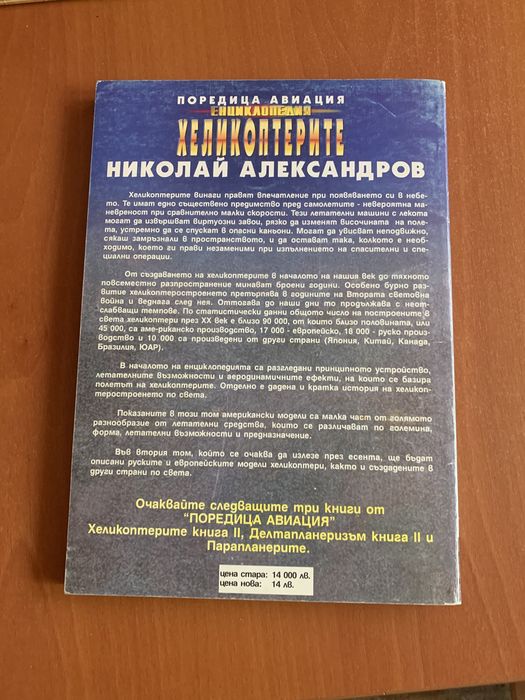 ПОРЕДИЦА АВИАЦИЯ
ЕНЦИКЛОПЕДИЯ
ХЕЛИКОПТЕРИТЕ
НИКОЛАЙ АЛЕКСАНДРОВ
Хеликоптерите винаги правят впечатление при появяването си в небе-
то. Те имат едно съществено предимство пред самолетите - невероятна ма-
невреност при сравнително малки скорости. Тези летателни машини с лекота
могат да извършват виртуозни завои, рязко да изменят височината на поле-
та, устремно да се спускат в опасни каньони. Могат да увисват неподвижно,
сякаш замръзнали в пространството, и да остават така, колкото е необ-
ходимо, което ги прави незаменими при изпълнението на спасителни и спе-
циални операции.
От създаването на хеликоптерите в началото на нашия век до тяхното
повсеместно разпространение минават броени години. Особено бурно раз-
витие хеликоптеростроенето претърпява в годините на Втората световна
война и веднага след нея. Оттогава до наши дни то продължава с неот-
слабващи темпове. По статистически данни общото число на построените в
света хеликоптери през XX век е близо 90 000, от които близо половината, или
45 000, са аме-риканско производство, 17 000 - европейско, 18 000 - руско произ-
водство и 10 000 са произведени от други страни (Япония, Китай, Канада,
Бразилия, ЮАР).
В началото на енциклопедията са разгледани принципното устройство,
летателните възможности и аеродинамичните ефекти, на които се базира
полетът на хеликоптерите. Отделно е дадена и кратка история на хеликоп-
теростроенето по света.
Показаните в този том американски модели са малка част от голямото
разнообразие от летателни средства, които се различават по големина,
форма, летателни възможности и предназначение.
Във втория том, който се очаква да излезе през есента, ще бъдат
описани руските и европейските модели хеликоптери, както и създадените в
други страни по света.
Очаквайте следващите три книги от
"ПОРЕДИЦА АВИАЦИЯ"
Хеликоптерите книга II, Делтапланеризъм книга II и
Парапланерите.
цена стара: 14 000 лв.
цена нова: 14 лв.